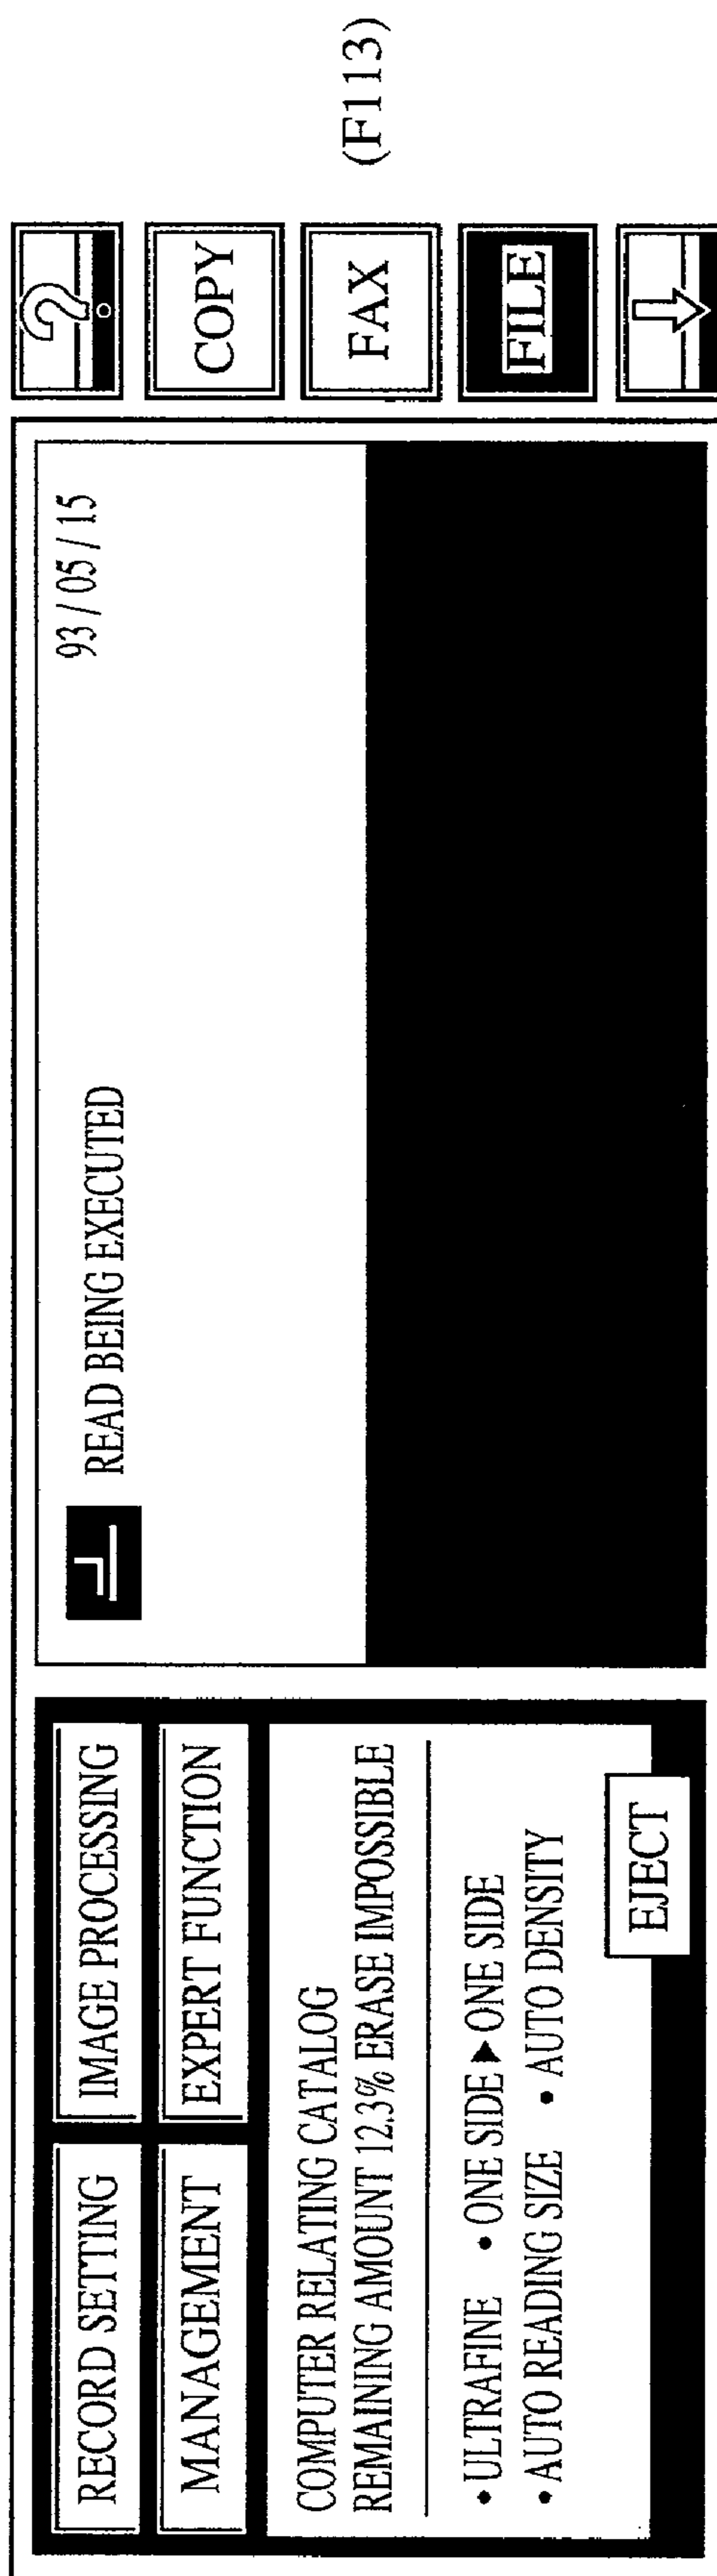 RECORD SETTING
IMAGE PROCESSING
MANAGEMENT
EXPERT FUNCTION
COMPUTER RELATING CATALOG
REMAINING AMOUNT 12.3% ERASE IMPOSSIBLE
• ULTRAFINE • ONE SIDE ▶ ONE SIDE
• AUTO READING SIZE • AUTO DENSITY
EJECT
READ BEING EXECUTED
93 / 05 / 15
?
COPY
FAX
FILE
(F113)